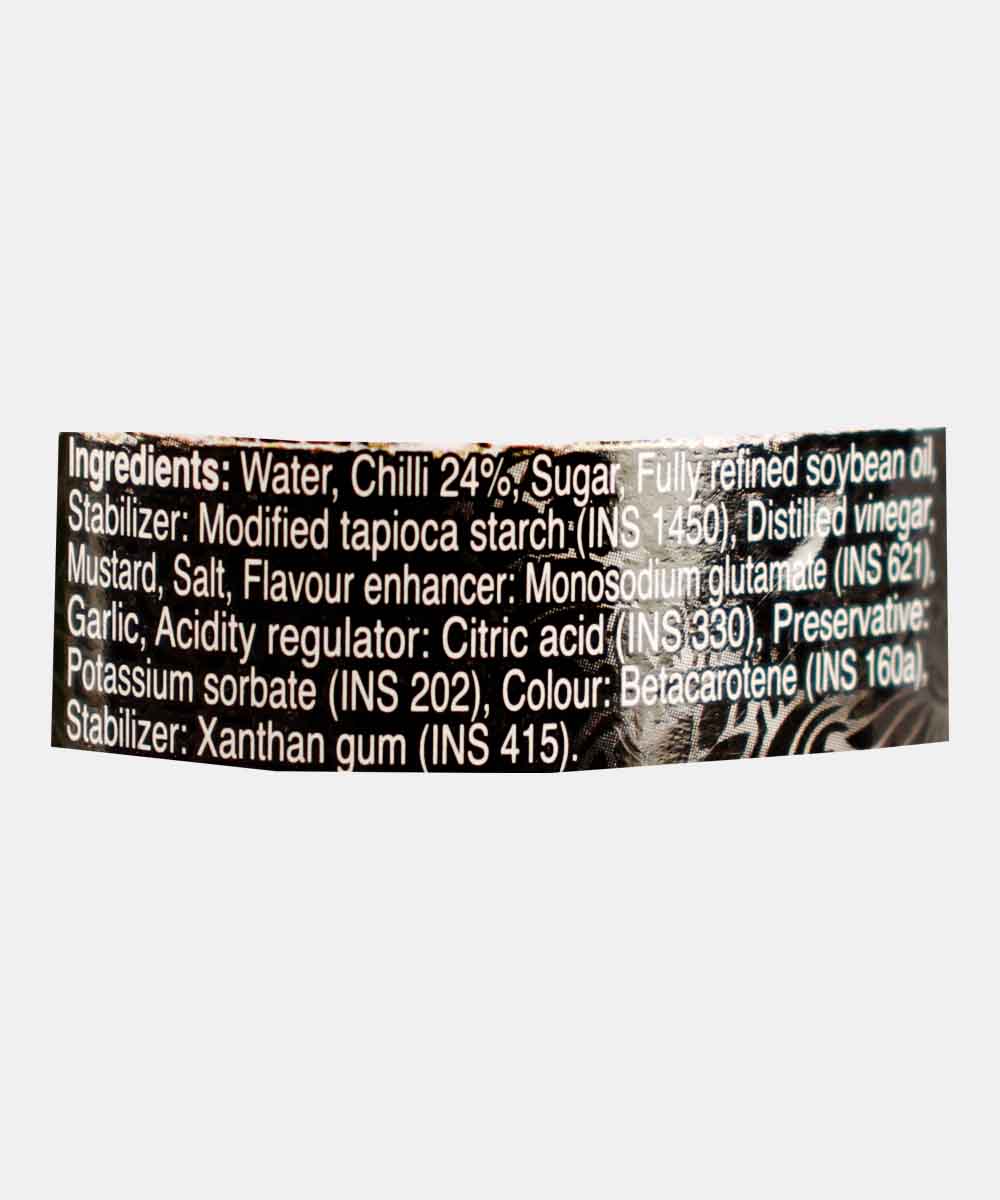 Ingredients: Water, Chilli 24%, Sugar, Fully refined soybean oil,
Stabilizer: Modified tapioca starch (INS 1450), Distilled vinegar,
Mustard, Salt, Flavour enhancer: Monosodium glutamate (INS 621),
Garlic, Acidity regulator: Citric acid (INS 330), Preservative:
Potassium sorbate (INS 202), Colour: Betacarotene (INS 160a),
Stabilizer: Xanthan gum (INS 415).